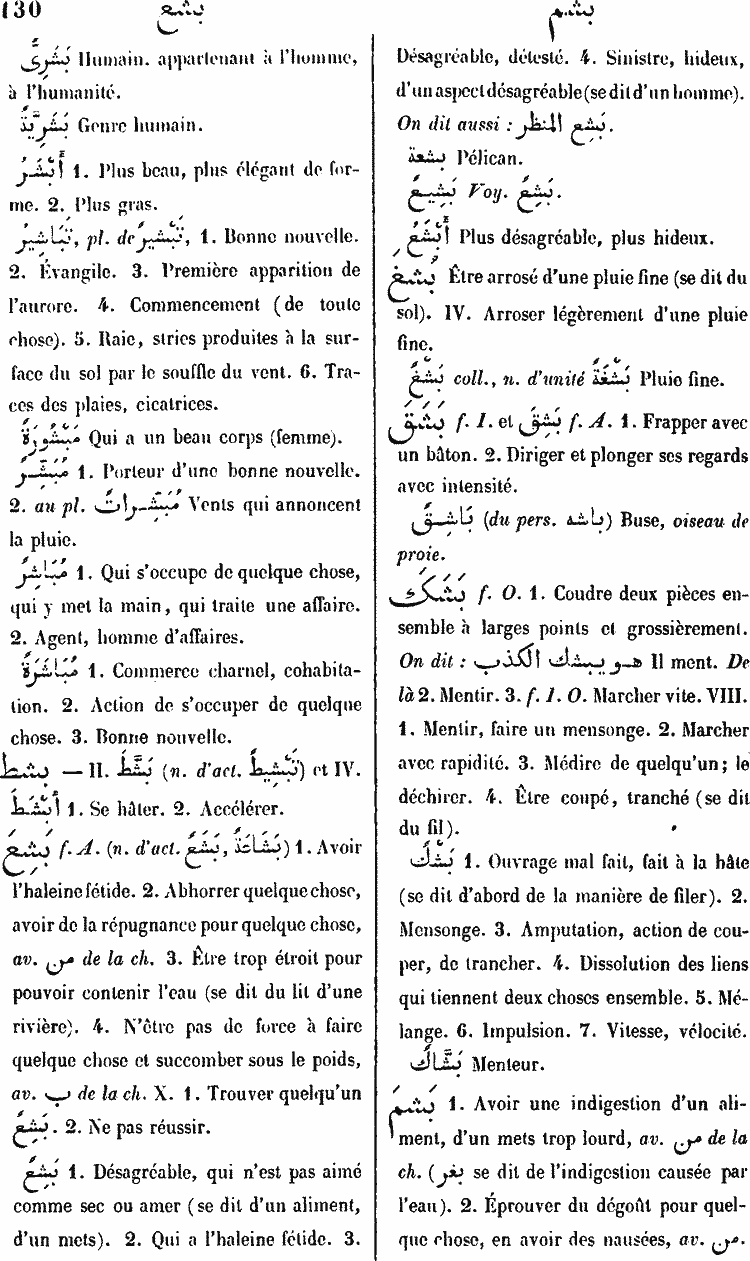 130
بشع
بشم
بَشَرِىٌّ Humain. appartenant à l'homme,
à l'humanité.
بَشَرِيَّةٌ Genre humain.
أَبْشَرُ 1. Plus beau, plus élégant de for-
me. 2. Plus gras.
تَبَاشِيرُ, pl. de تَبْشِيرٌ, 1. Bonne nouvelle.
2. Évangile. 3. Première apparition de
l'aurore. 4. Commencement (de toute
chose). 5. Raie, stries produites à la sur-
face du sol par le souffle du vent. 6. Tra-
ces des plaies, cicatrices.
مَبْشُورَةٌ Qui a un beau corps (femme).
مُبَشِّرٌ 1. Porteur d'une bonne nouvelle.
2. au pl. مُبَشِّرَاتٌ Vents qui annoncent
la pluie.
مُبَاشِرٌ 1. Qui s'occupe de quelque chose,
qui y met la main, qui traite une affaire.
2. Agent, homme d'affaires.
مُبَاشَرَةٌ 1. Commerce charnel, cohabita-
tion. 2. Action de s'occuper de quelque
chose. 3. Bonne nouvelle.
بشط — II. بَشَّطَ (n. d'act. تَبْشِيطٌ) et IV.
أَبْشَطَ 1. Se hâter. 2. Accélérer.
بَشِعَ f. A. (n. d'act. بَشَعٌ, بَشَاعَةٌ) 1. Avoir
l'haleine fétide. 2. Abhorrer quelque chose,
avoir de la répugnance pour quelque chose,
av. من de la ch. 3. Être trop étroit pour
pouvoir contenir l'eau (se dit du lit d'une
rivière). 4. N'être pas de force à faire
quelque chose et succomber sous le poids,
av. ب de la ch. X. 1. Trouver quelqu'un
بَشِعٌ. 2. Ne pas réussir.
بَشِعٌ 1. Désagréable, qui n'est pas aimé
comme sec ou amer (se dit d'un aliment,
d'un mets). 2. Qui a l'haleine fétide. 3.
Désagréable, détesté. 4. Sinistre, hideux,
d'un aspect désagréable (se dit d'un homme).
On dit aussi : بَشِع المنظر.
بشعة Pélican.
بَشِيعٌ Voy. بَشِعٌ.
أَبْشَعُ Plus désagréable, plus hideux.
بُشِغَ Être arrosé d'une pluie fine (se dit du
sol). IV. Arroser légèrement d'une pluie
fine.
بَشْغٌ coll., n. d'unité بَشْغَةٌ Pluie fine.
بَشَقَ f. I. et بَشِقَ f. A. 1. Frapper avec
un bâton. 2. Diriger et plonger ses regards
avec intensité.
بَاشِقٌ (du pers. باشه) Buse, oiseau de
proie.
بَشَكَ f. O. 1. Coudre deux pièces en-
semble à larges points et grossièrement.
On dit : هو يبشك الكذب Il ment. De
là 2. Mentir. 3. f. I. O. Marcher vite. VIII.
1. Mentir, faire un mensonge. 2. Marcher
avec rapidité. 3. Médire de quelqu'un; le
déchirer. 4. Être coupé, tranché (se dit
du fil).
بَشْكٌ 1. Ouvrage mal fait, fait à la hâte
(se dit d'abord de la manière de filer). 2.
Mensonge. 3. Amputation, action de cou-
per, de trancher. 4. Dissolution des liens
qui tiennent deux choses ensemble. 5. Mé-
lange. 6. Impulsion. 7. Vitesse, vélocité.
بَشَّاكٌ Menteur.
بَشِمَ 1. Avoir une indigestion d'un ali-
ment, d'un mets trop lourd, av. من de la
ch. (بغر se dit de l'indigestion causée par
l'eau). 2. Éprouver du dégoût pour quel-
que chose, en avoir des nausées, av. من.